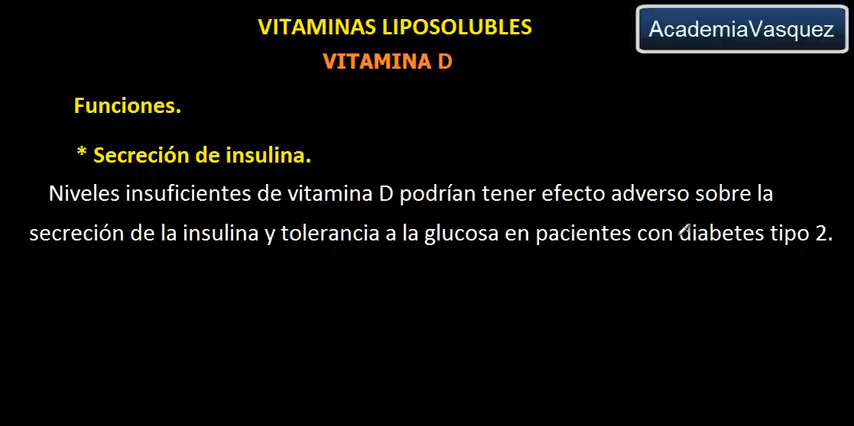 VITAMINAS LIPOSOLUBLES
AcademiaVasquez
VITAMINA D
Funciones.
* Secreción de insulina.
Niveles insuficientes de vitamina D podrían tener efecto adverso sobre la
secreción de la insulina y tolerancia a la glucosa en pacientes con diabetes tipo 2.